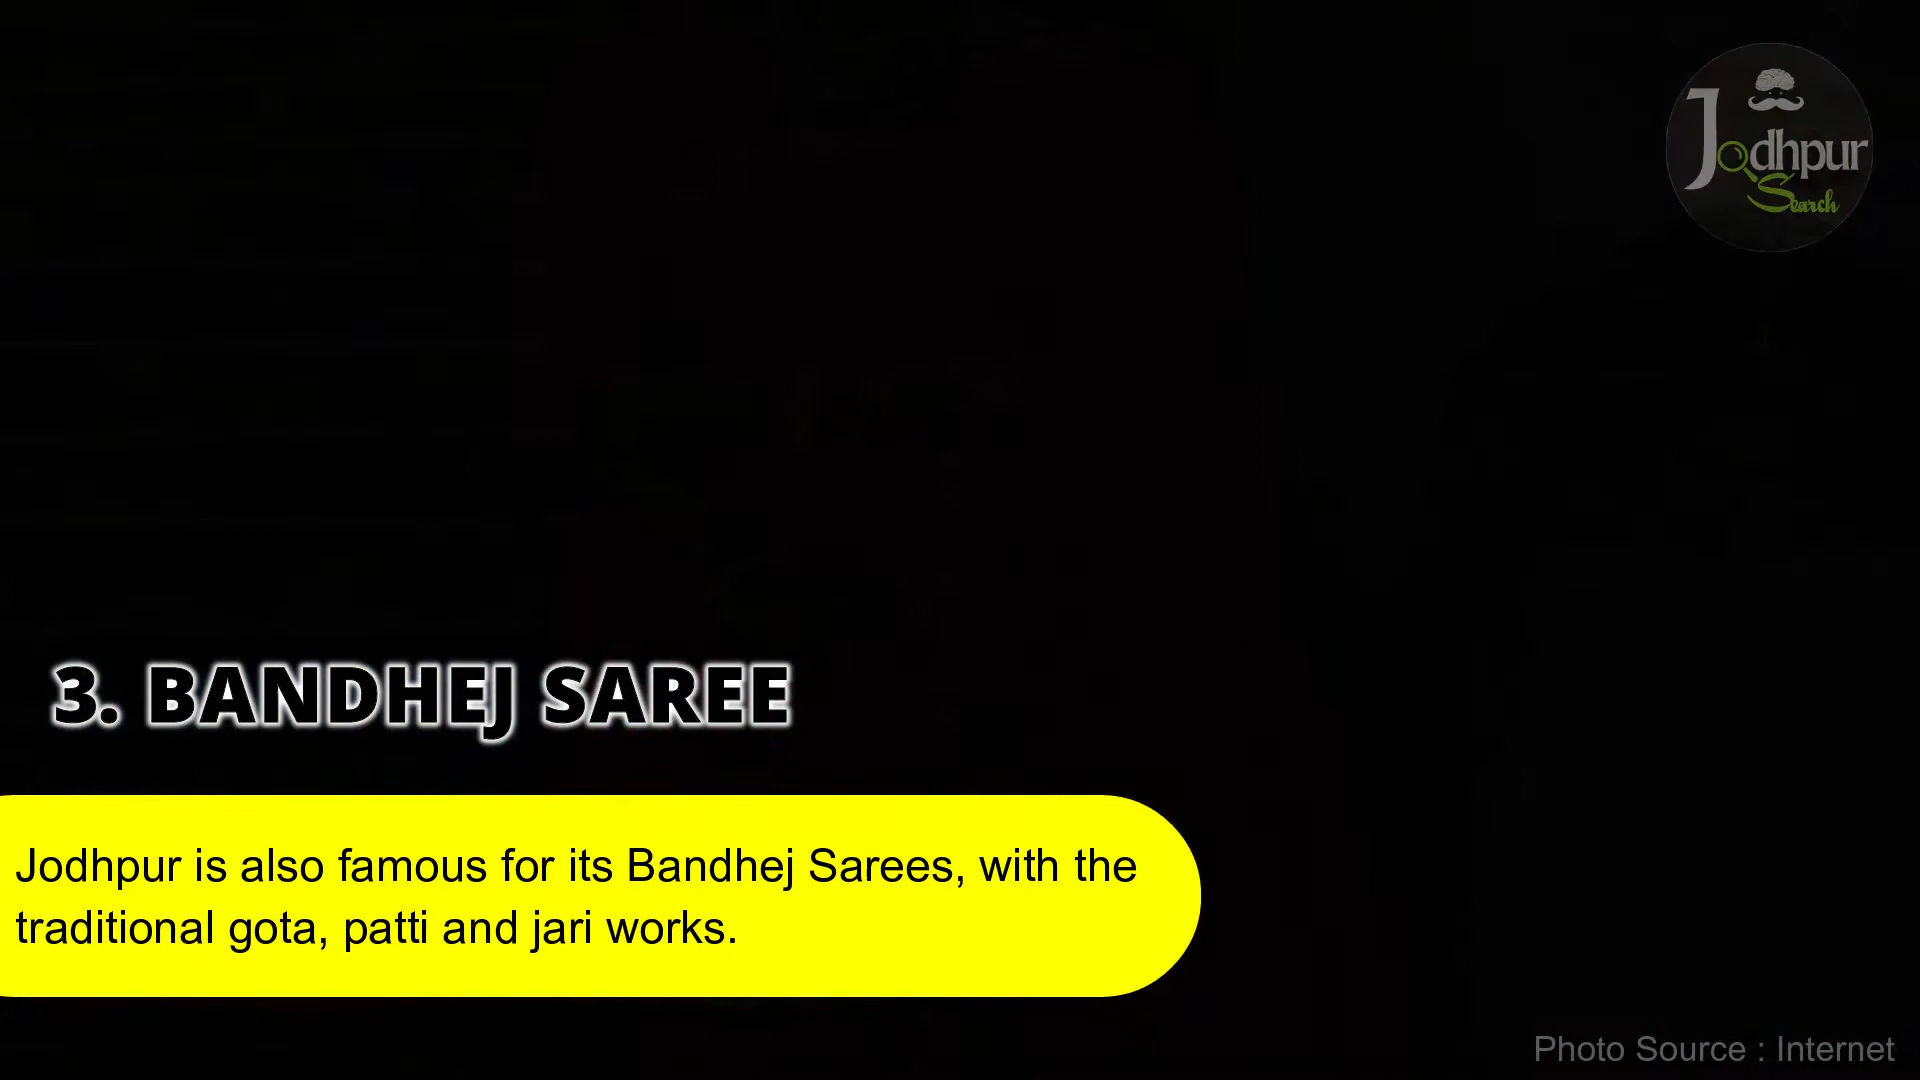 Jodhpur
Search
3. BANDHEJ SAREE
Jodhpur is also famous for its Bandhej Sarees, with the
traditional gota, patti and jari works.
Photo Source : Internet